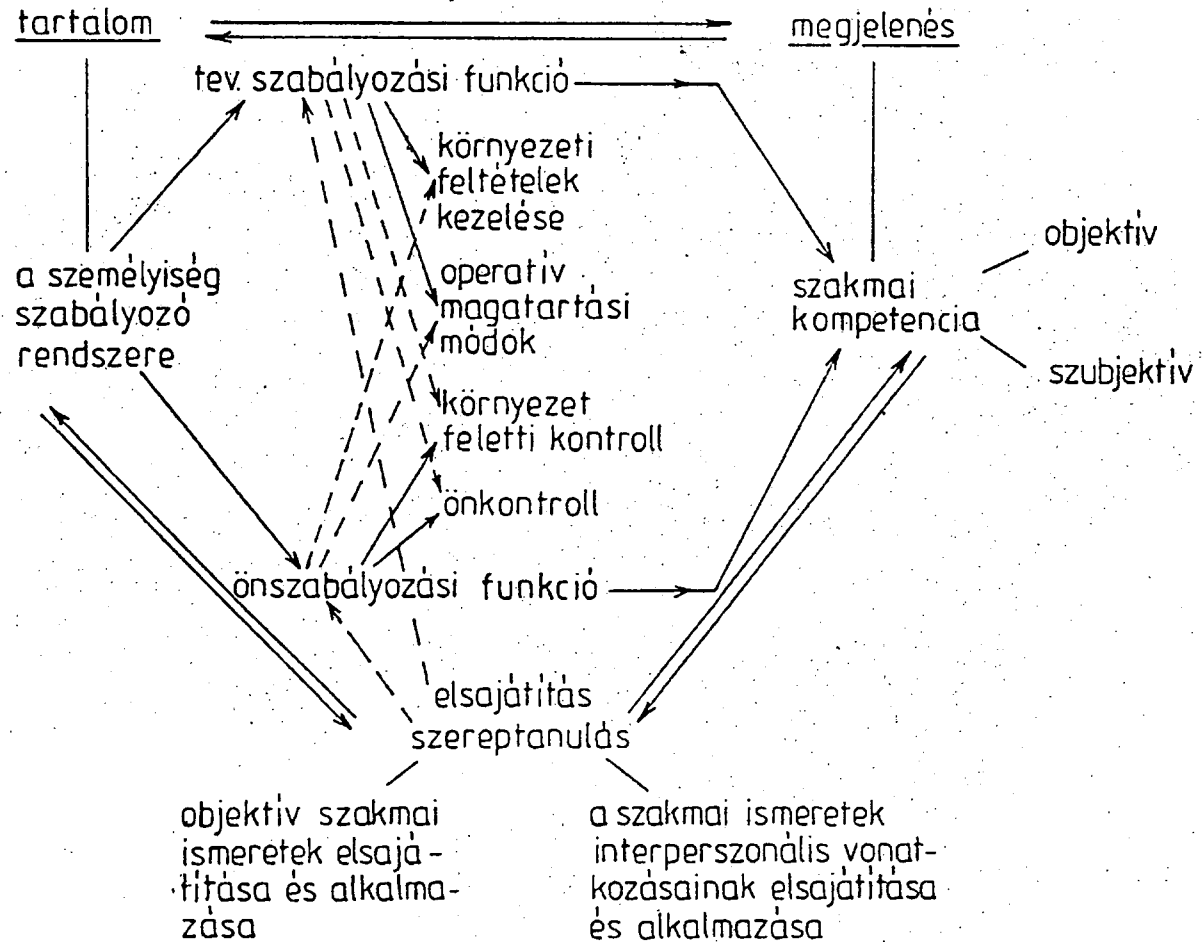 tartalom
megjelenés
tev. szabályozási funkció
környezeti
feltételek
kezelése
operatív
magatartási
módok
környezet
feletti kontroll
önkontroll
a személyiség
szabályozó
rendszere
szakmai
kompetencia
objektív
szubjektív
önszabályozási funkció
elsajátítás
szereptanulás
objektív szakmai
ismeretek elsajá-
títása és alkalma-
zása
a szakmai ismeretek
interperszonális vonat-
kozásainak elsajátítása
és alkalmazása